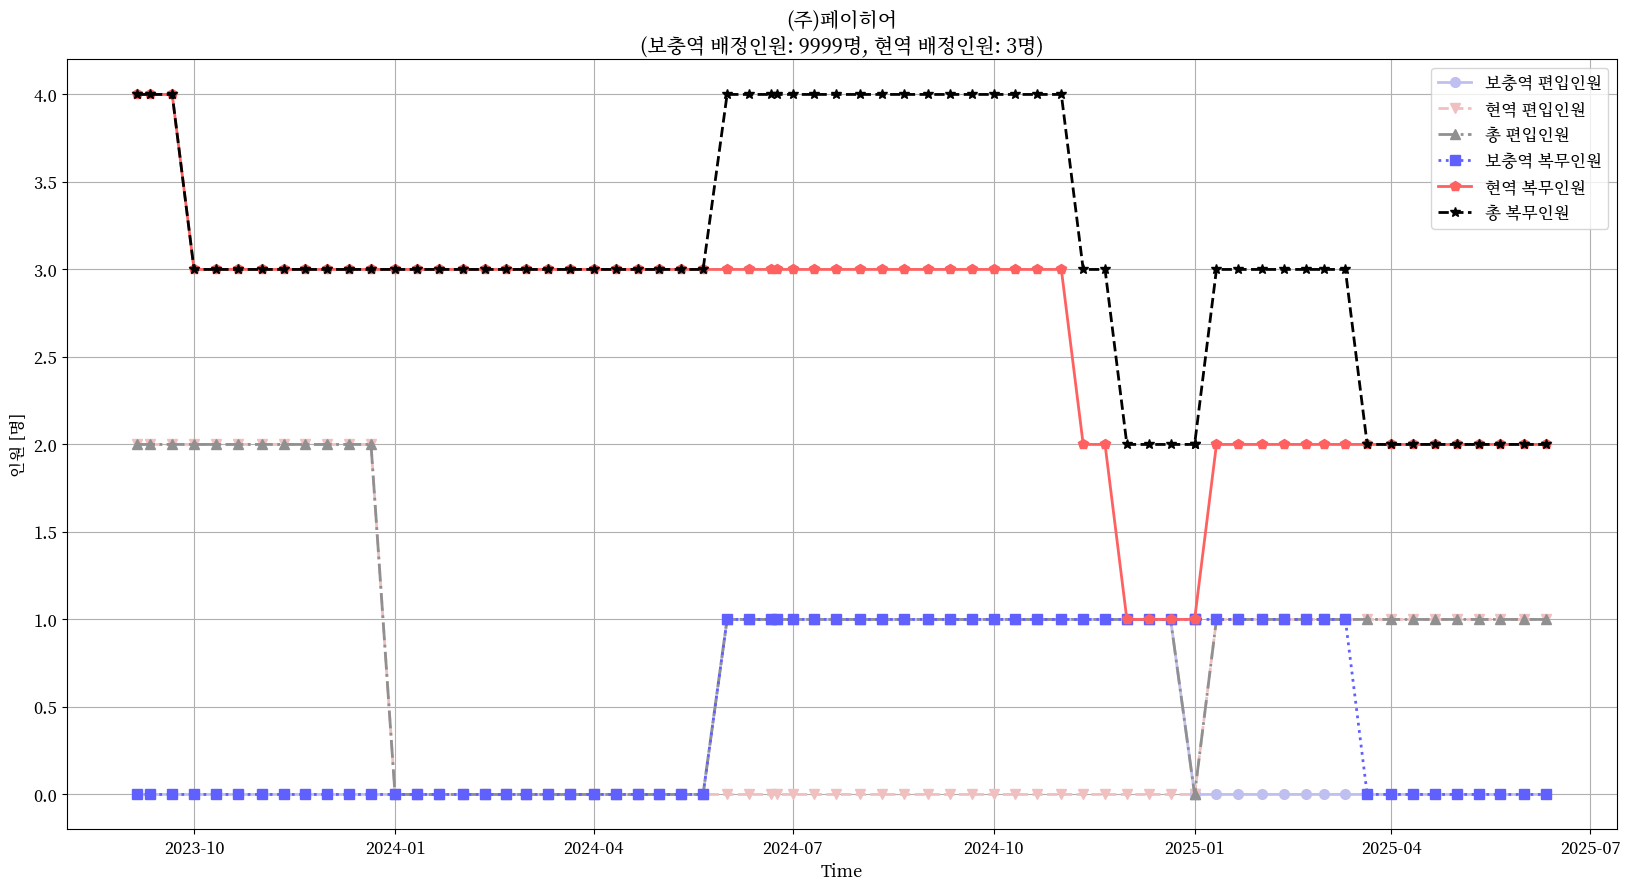 (주)페이히어
(보충역 배정인원: 9999명, 현역 배정인원: 3명)
보충역 편입인원
현역 편입인원
총 편입인원
보충역 복무인원
현역 복무인원
총 복무인원
인원 [명]
4.0
3.5
3.0
2.5
2.0
1.5
1.0
0.5
0.0
2023-10
2024-01
2024-04
2024-07
2024-10
2025-01
2025-04
2025-07
Time